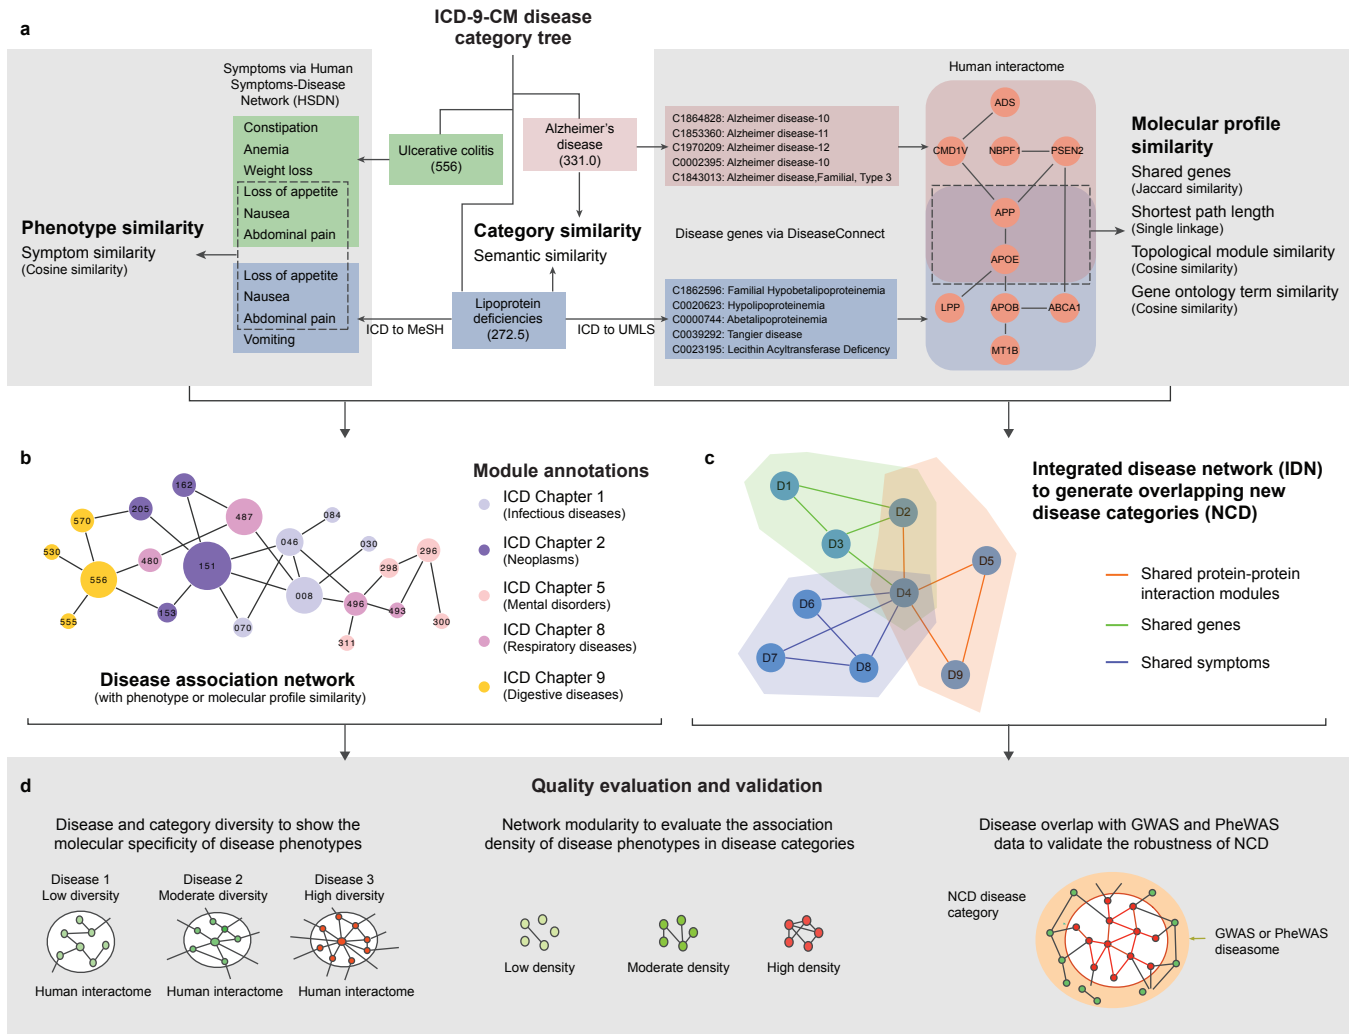 a
ICD-9-CM disease
category tree
Symptoms via Human
Symptoms-Disease
Network (HSDN)
Constipation
Anemia
Weight loss
Loss of appetite
Nausea
Abdominal pain
Loss of appetite
Nausea
Abdominal pain
Vomiting
Phenotype similarity
Symptom similarity
(Cosine similarity)
Ulcerative colitis
(556)
Alzheimer's
disease
(331.0)
Category similarity
Semantic similarity
Lipoprotein
deficiencies
(272.5)
ICD to MeSH
ICD to UMLS
C1864828: Alzheimer disease-10
C1853360: Alzheimer disease-11
C1970209: Alzheimer disease-12
C0002395: Alzheimer disease-10
C1843013: Alzheimer disease,Familial, Type 3
Disease genes via DiseaseConnect
C1862596: Familial Hypobetalipoproteinemia
C0020623: Hypolipoproteinemia
C0000744: Abetalipoproteinemia
C0039292: Tangier disease
C0023195: Lecithin Acyltransferase Deficency
Human interactome
ADS
CMD1V
NBPF1
PSEN2
APP
APOE
LPP
APOB
ABCA1
MT1B
Molecular profile
similarity
Shared genes
(Jaccard similarity)
Shortest path length
(Single linkage)
Topological module similarity
(Cosine similarity)
Gene ontology term similarity
(Cosine similarity)
b
162
205
487
570
084
046
030
530
480
296
556
151
298
008
496
493
153
555
070
300
311
Disease association network
(with phenotype or molecular profile similarity)
Module annotations
ICD Chapter 1
(Infectious diseases)
ICD Chapter 2
(Neoplasms)
ICD Chapter 5
(Mental disorders)
ICD Chapter 8
(Respiratory diseases)
ICD Chapter 9
(Digestive diseases)
c
D1
D2
D3
D5
D4
D6
D7
D8
D9
Integrated disease network (IDN)
to generate overlapping new
disease categories (NCD)
Shared protein-protein
interaction modules
Shared genes
Shared symptoms
d
Quality evaluation and validation
Disease and category diversity to show the
molecular specificity of disease phenotypes
Disease 1
Low diversity
Disease 2
Moderate diversity
Disease 3
High diversity
Human interactome
Human interactome
Human interactome
Network modularity to evaluate the association
density of disease phenotypes in disease categories
Low density
Moderate density
High density
Disease overlap with GWAS and PheWAS
data to validate the robustness of NCD
NCD disease
category
GWAS or PheWAS
diseasome